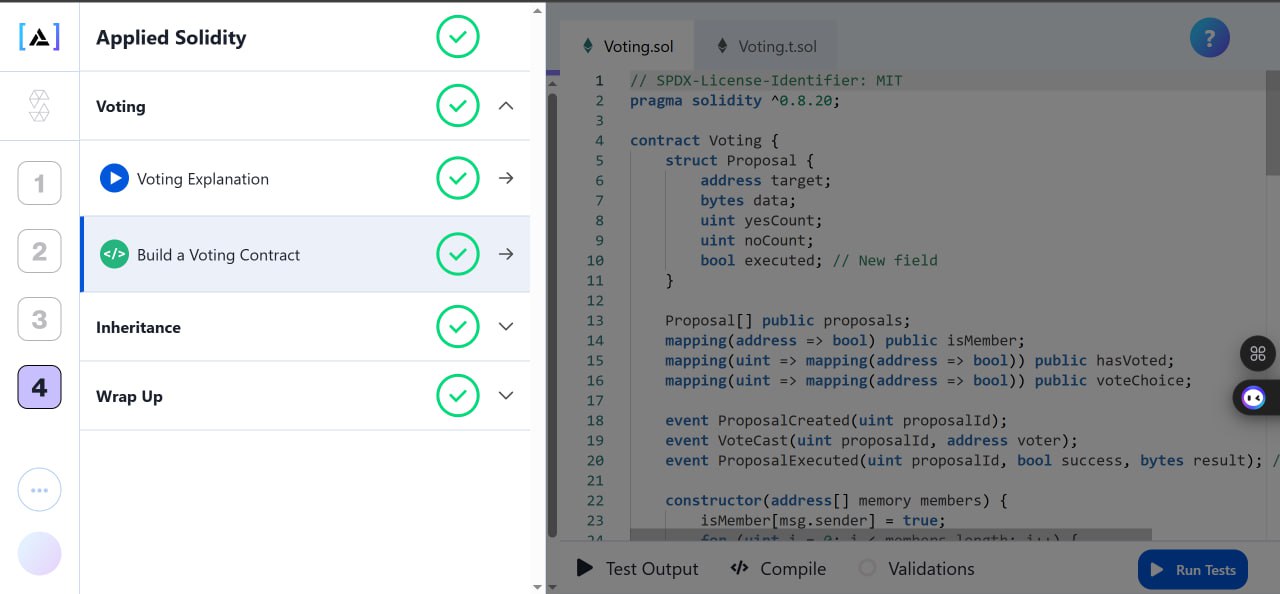 Applied Solidity
Voting
Voting Explanation
</> Build a Voting Contract
Inheritance
Wrap Up
1
2
3
4
Voting.sol
Voting.t.sol
?
1 // SPDX-License-Identifier: MIT
2 pragma solidity ^0.8.20;
3
4 contract Voting {
5 struct Proposal {
6 address target;
7 bytes data;
8 uint yesCount;
9 uint noCount;
10 bool executed; // New field
11 }
12
13 Proposal[] public proposals;
14 mapping(address => bool) public isMember;
15 mapping(uint => mapping(address => bool)) public hasVoted;
16 mapping(uint => mapping(address => bool)) public voteChoice;
17
18 event ProposalCreated(uint proposalId);
19 event VoteCast(uint proposalId, address voter);
20 event ProposalExecuted(uint proposalId, bool success, bytes result); /
21
22 constructor(address[] memory members) {
23 isMember[msg.sender] = true;
24 for (uint i = 0; i < members.length; i++) {
Test Output
</> Compile
Validations
Run Tests